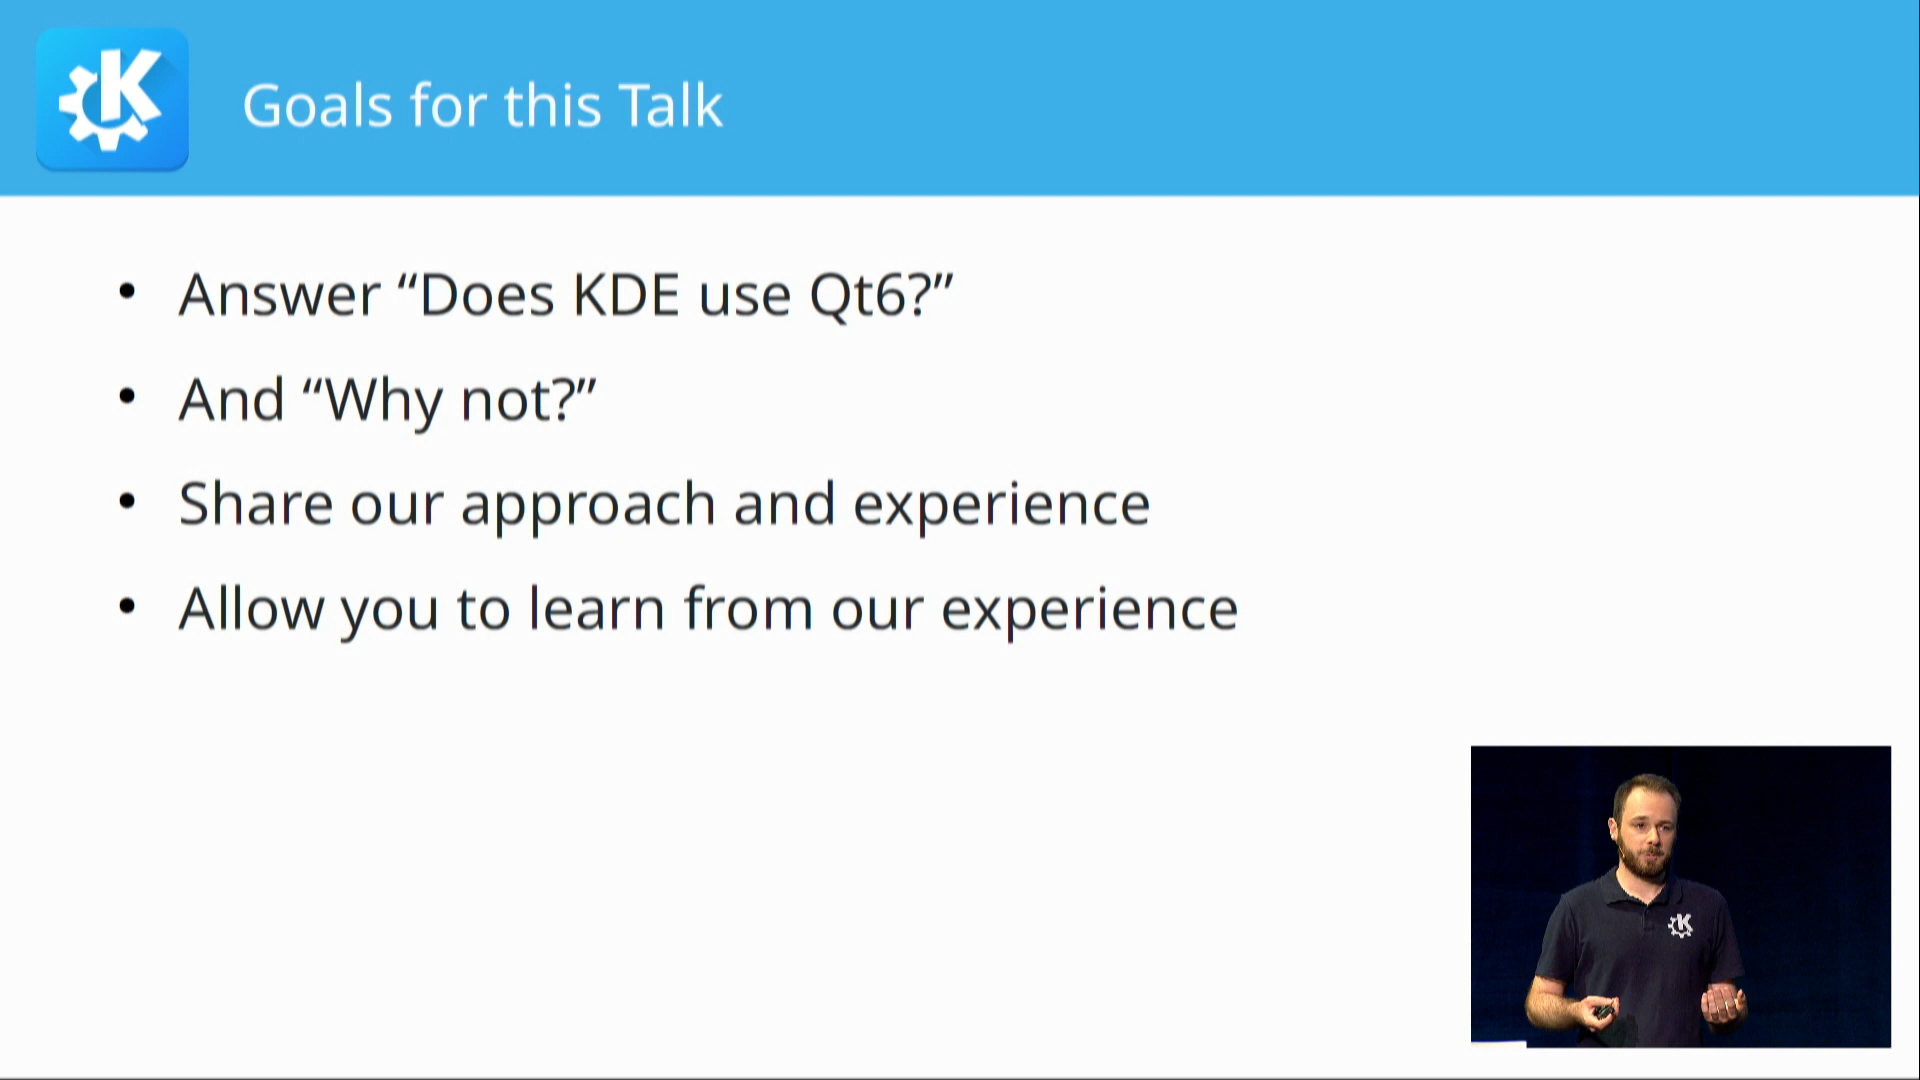 Goals for this Talk
• Answer “Does KDE use Qt6?”
• And “Why not?”
• Share our approach and experience
• Allow you to learn from our experience